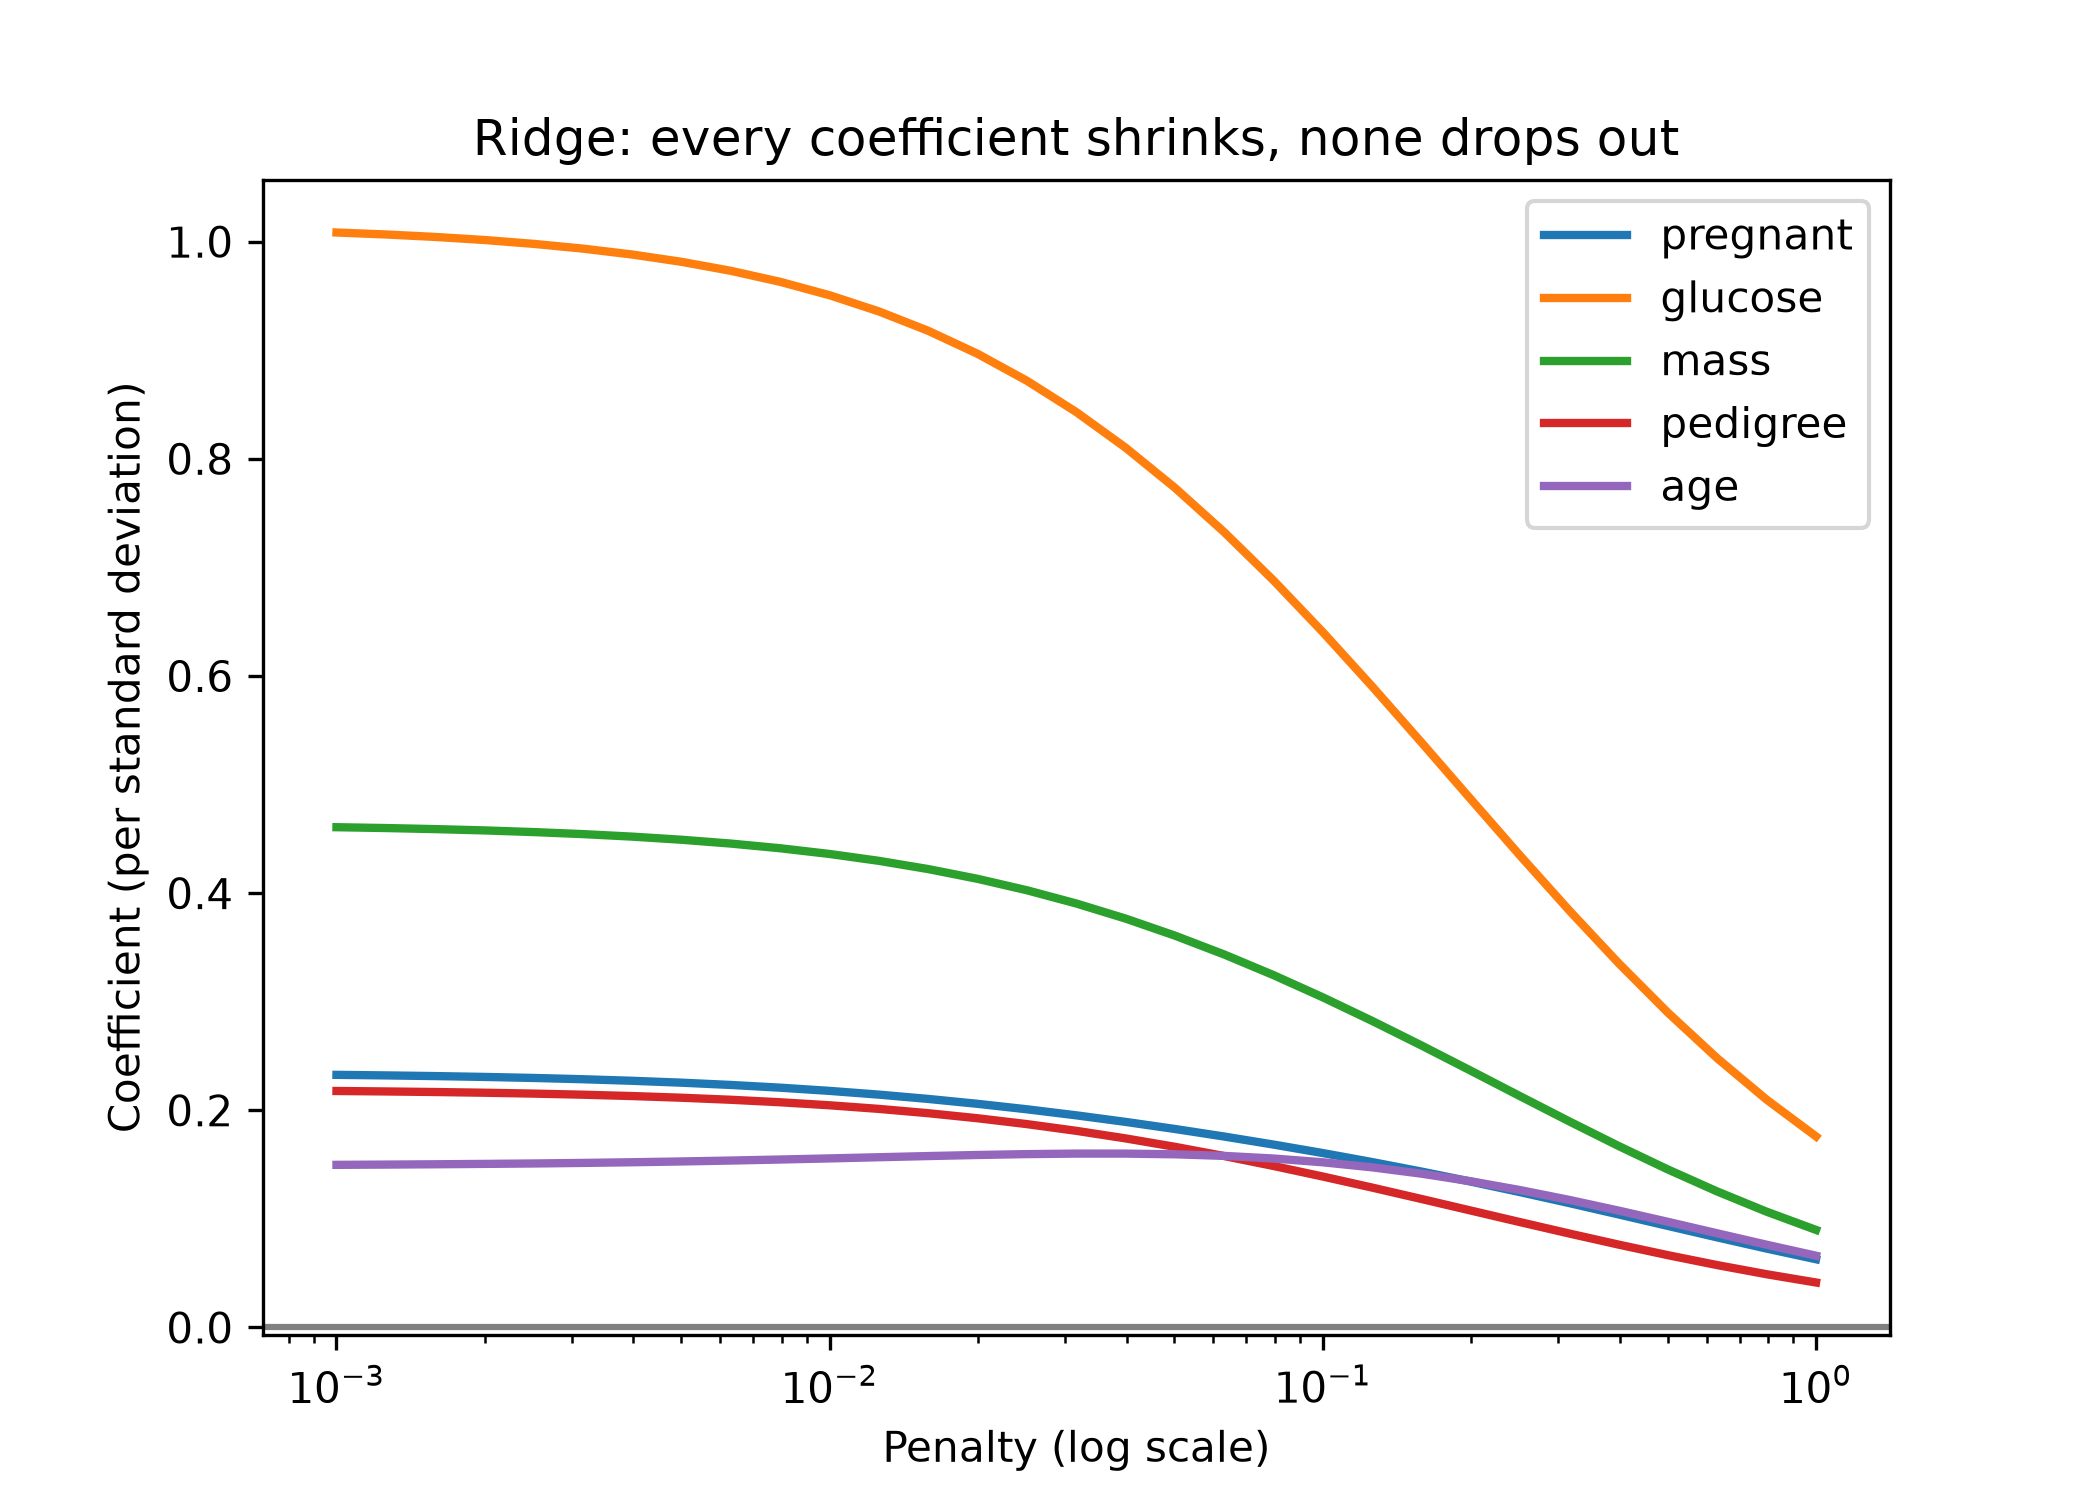 Ridge: every coefficient shrinks, none drops out
pregnant
glucose
mass
pedigree
age
Coefficient (per standard deviation)
1.0
0.8
0.6
0.4
0.2
0.0
10⁻³
10⁻²
10⁻¹
10⁰
Penalty (log scale)